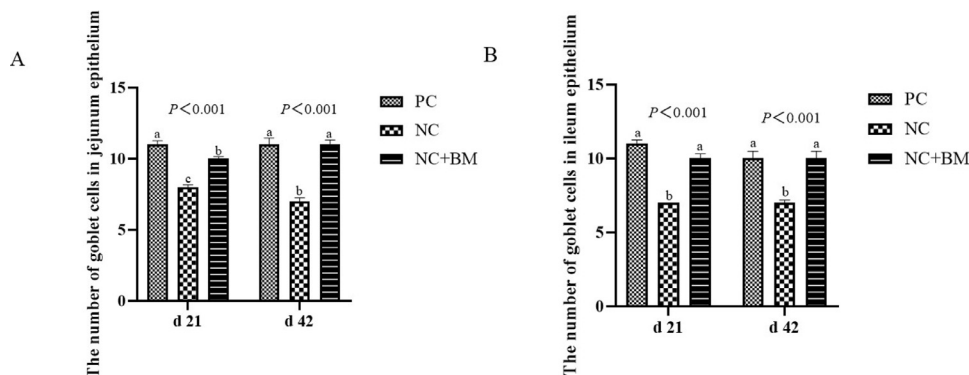 A
The number of goblet cells in jejunum epithelium
15
10
5
0
P＜0.001
P＜0.001
a
c
b
a
b
a
d 21
d 42
PC
NC
NC+BM
B
The number of goblet cells in ileum epithelium
15
10
5
0
P＜0.001
P＜0.001
a
b
a
a
b
a
d 21
d 42
PC
NC
NC+BM